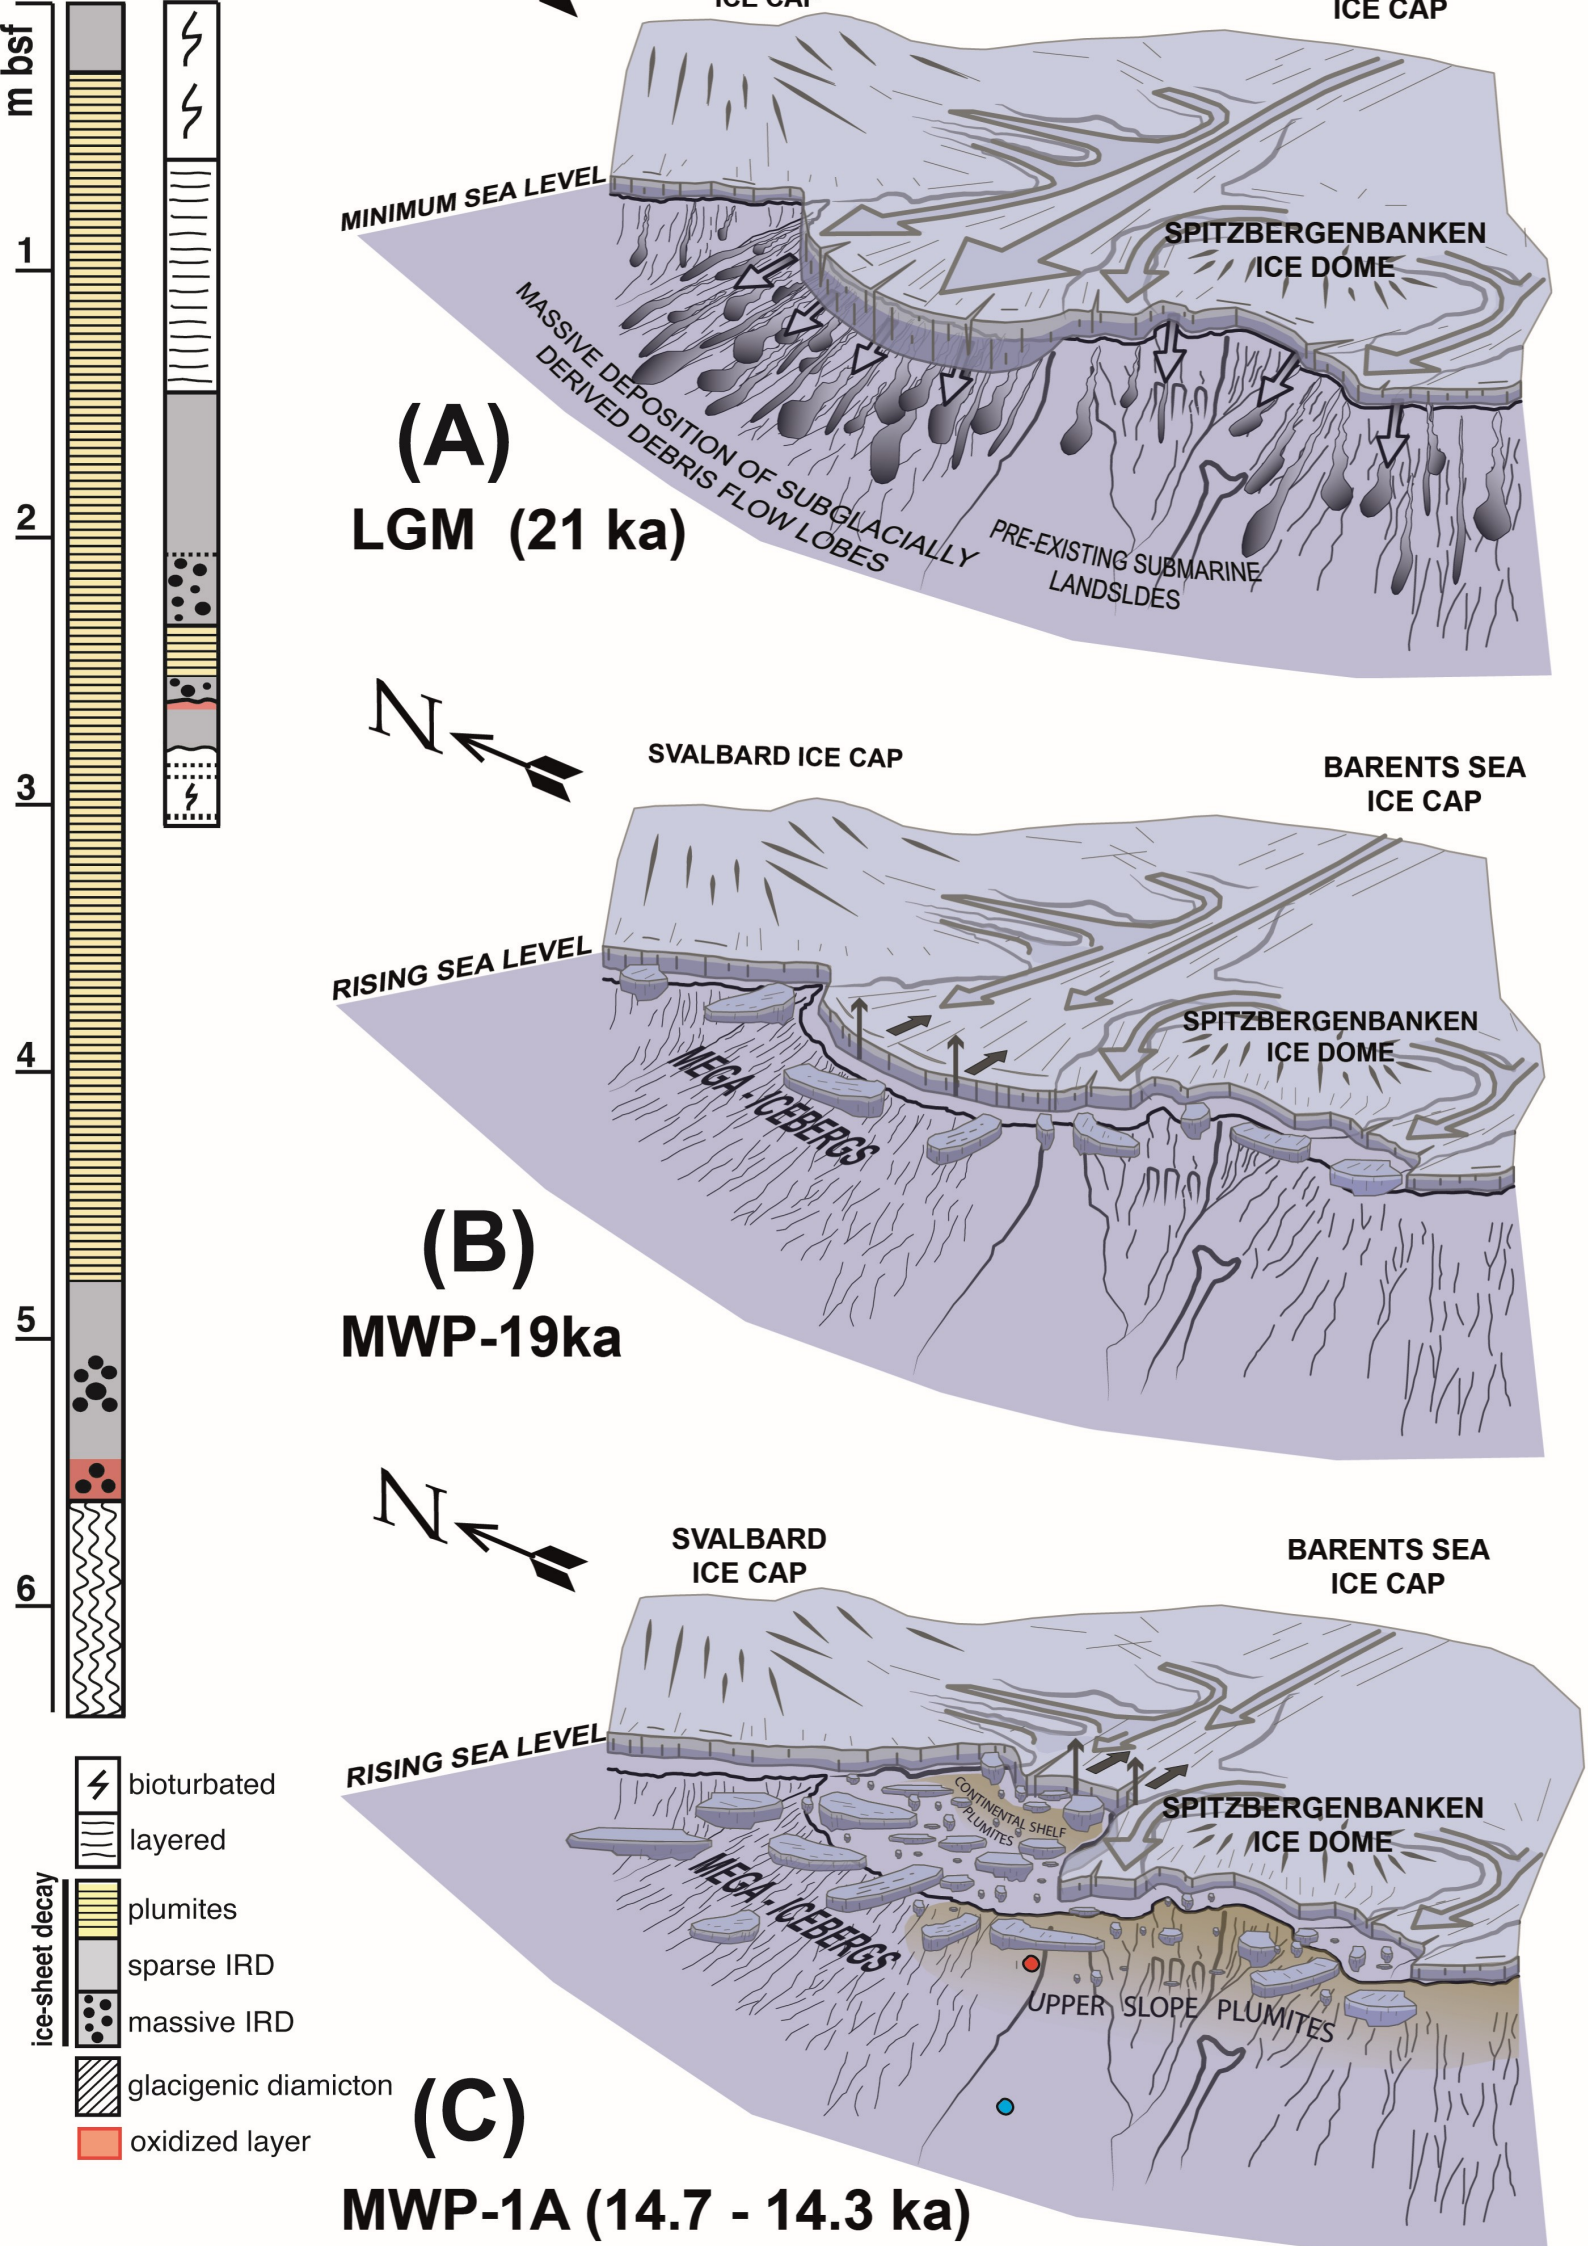 m bsf
1
2
3
4
5
6
bioturbated
layered
ice-sheet decay
plumites
sparse IRD
massive IRD
glacigenic diamicton
oxidized layer
ICE CAP
ICE CAP
MINIMUM SEA LEVEL
SPITZBERGENBANKEN
ICE DOME
MASSIVE DEPOSITION OF SUBGLACIALLY
DERIVED DEBRIS FLOW LOBES
PRE-EXISTING SUBMARINE
LANDSLDES
(A)
LGM (21 ka)
N
SVALBARD ICE CAP
BARENTS SEA
ICE CAP
RISING SEA LEVEL
SPITZBERGENBANKEN
ICE DOME
MEGA-ICEBERGS
(B)
MWP-19ka
N
SVALBARD
ICE CAP
BARENTS SEA
ICE CAP
RISING SEA LEVEL
CONTINENTAL SHELF
PLUMITES
SPITZBERGENBANKEN
ICE DOME
MEGA-ICEBERGS
UPPER SLOPE PLUMITES
(C)
MWP-1A (14.7 - 14.3 ka)